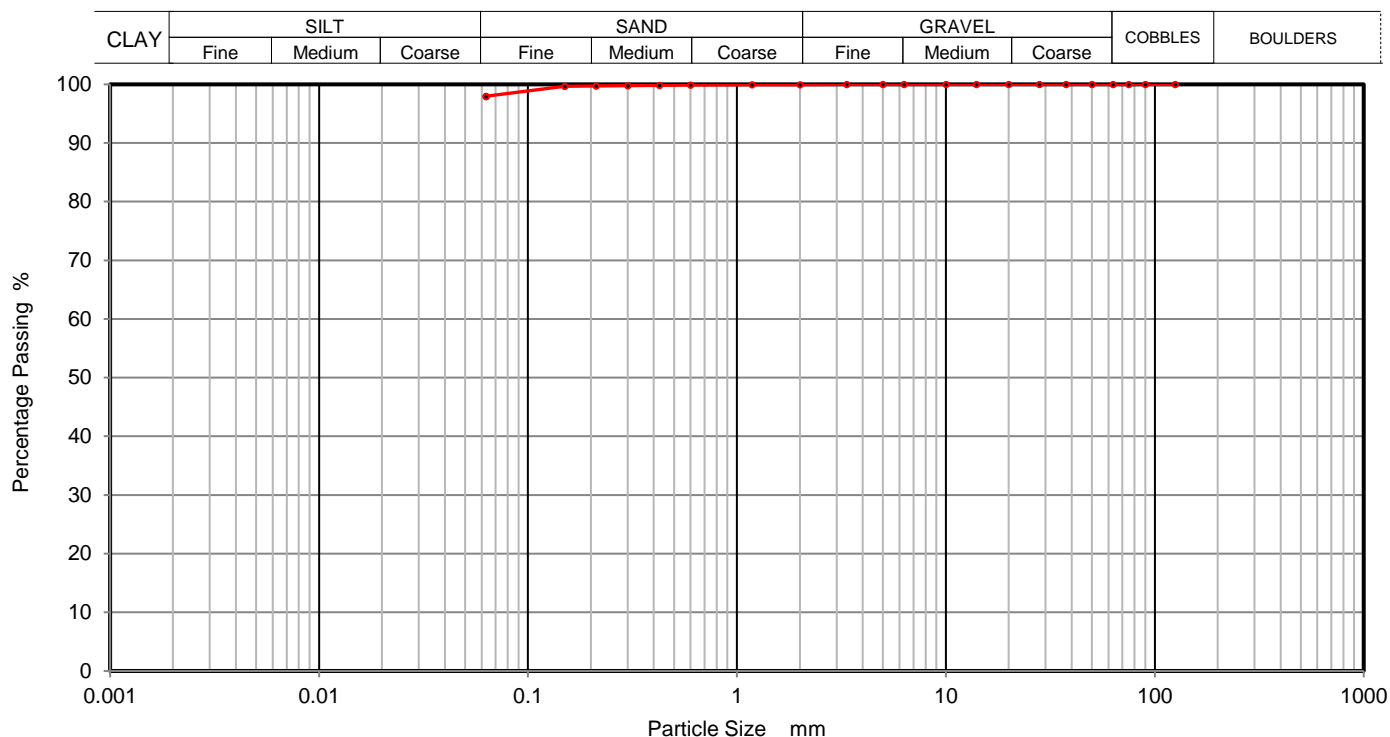 CLAY SILT SAND GRAVEL COBBLES BOULDERS
Fine Medium Coarse Fine Medium Coarse Fine Medium Coarse
100
90
80
70
60
50
40
30
20
10
0
Percentage Passing %
0.001 0.01 0.1 1 10 100 1000
Particle Size mm